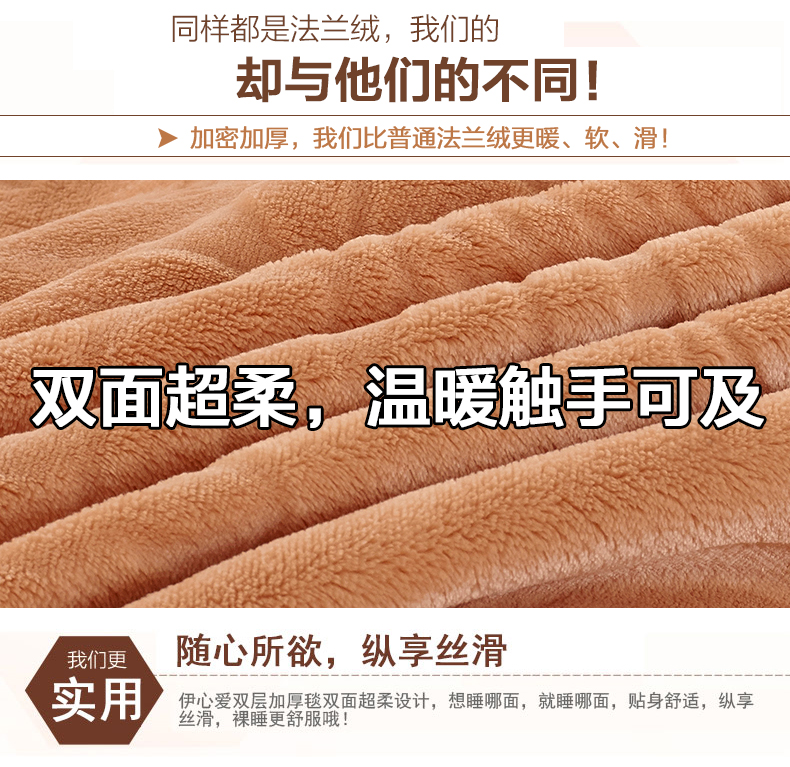 同样都是法兰绒，我们的
却与他们的不同！
加密加厚，我们比普通法兰绒更暖、软、滑！
双面超柔，温暖触手可及
我们更
实用
随心所欲，纵享丝滑
伊心爱双层加厚毯双面超柔设计，想睡哪面，就睡哪面，贴身舒适，纵享
丝滑，裸睡更舒服哦！